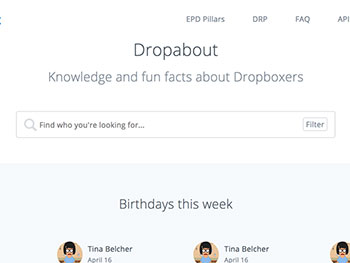 EPD Pillars DRP FAQ API
Dropabout
Knowledge and fun facts about Dropboxers
Find who you're looking for... Filter
Birthdays this week
Tina Belcher Tina Belcher
April 16 April 16